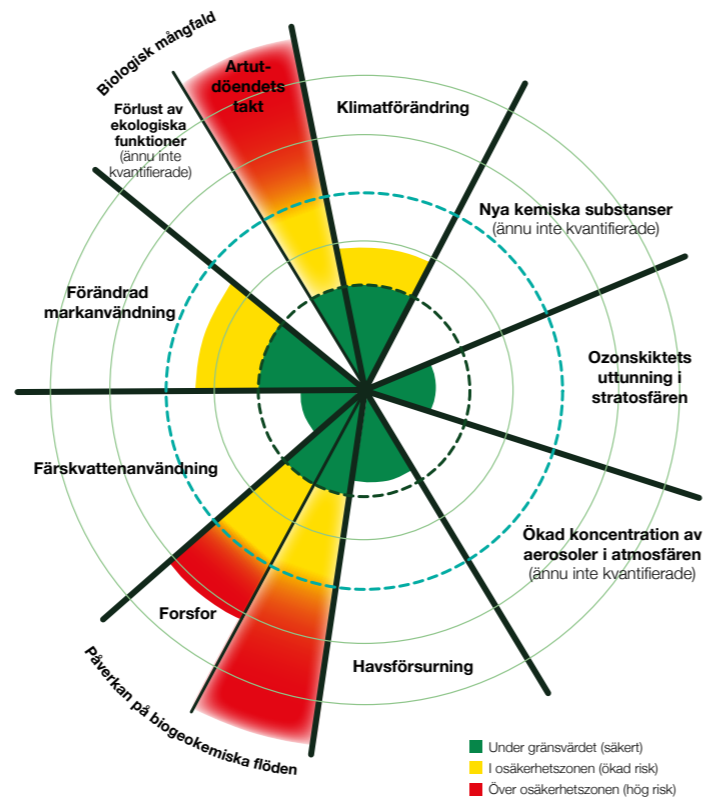 Biologisk mångfald
Artut-
döendets
takt
Klimatförändring
Förlust av
ekologiska
funktioner
(ännu inte
kvantifierade)
Nya kemiska substanser
(ännu inte kvantifierade)
Förändrad
markanvändning
Ozonskiktets
uttunning i
stratosfären
Färskvattenanvändning
Ökad koncentration av
aerosoler i atmosfären
(ännu inte kvantifierade)
Forsfor
Havsförsurning
Påverkan på biogeokemiska flöden
Under gränsvärdet (säkert)
I osäkerhetszonen (ökad risk)
Över osäkerhetszonen (hög risk)